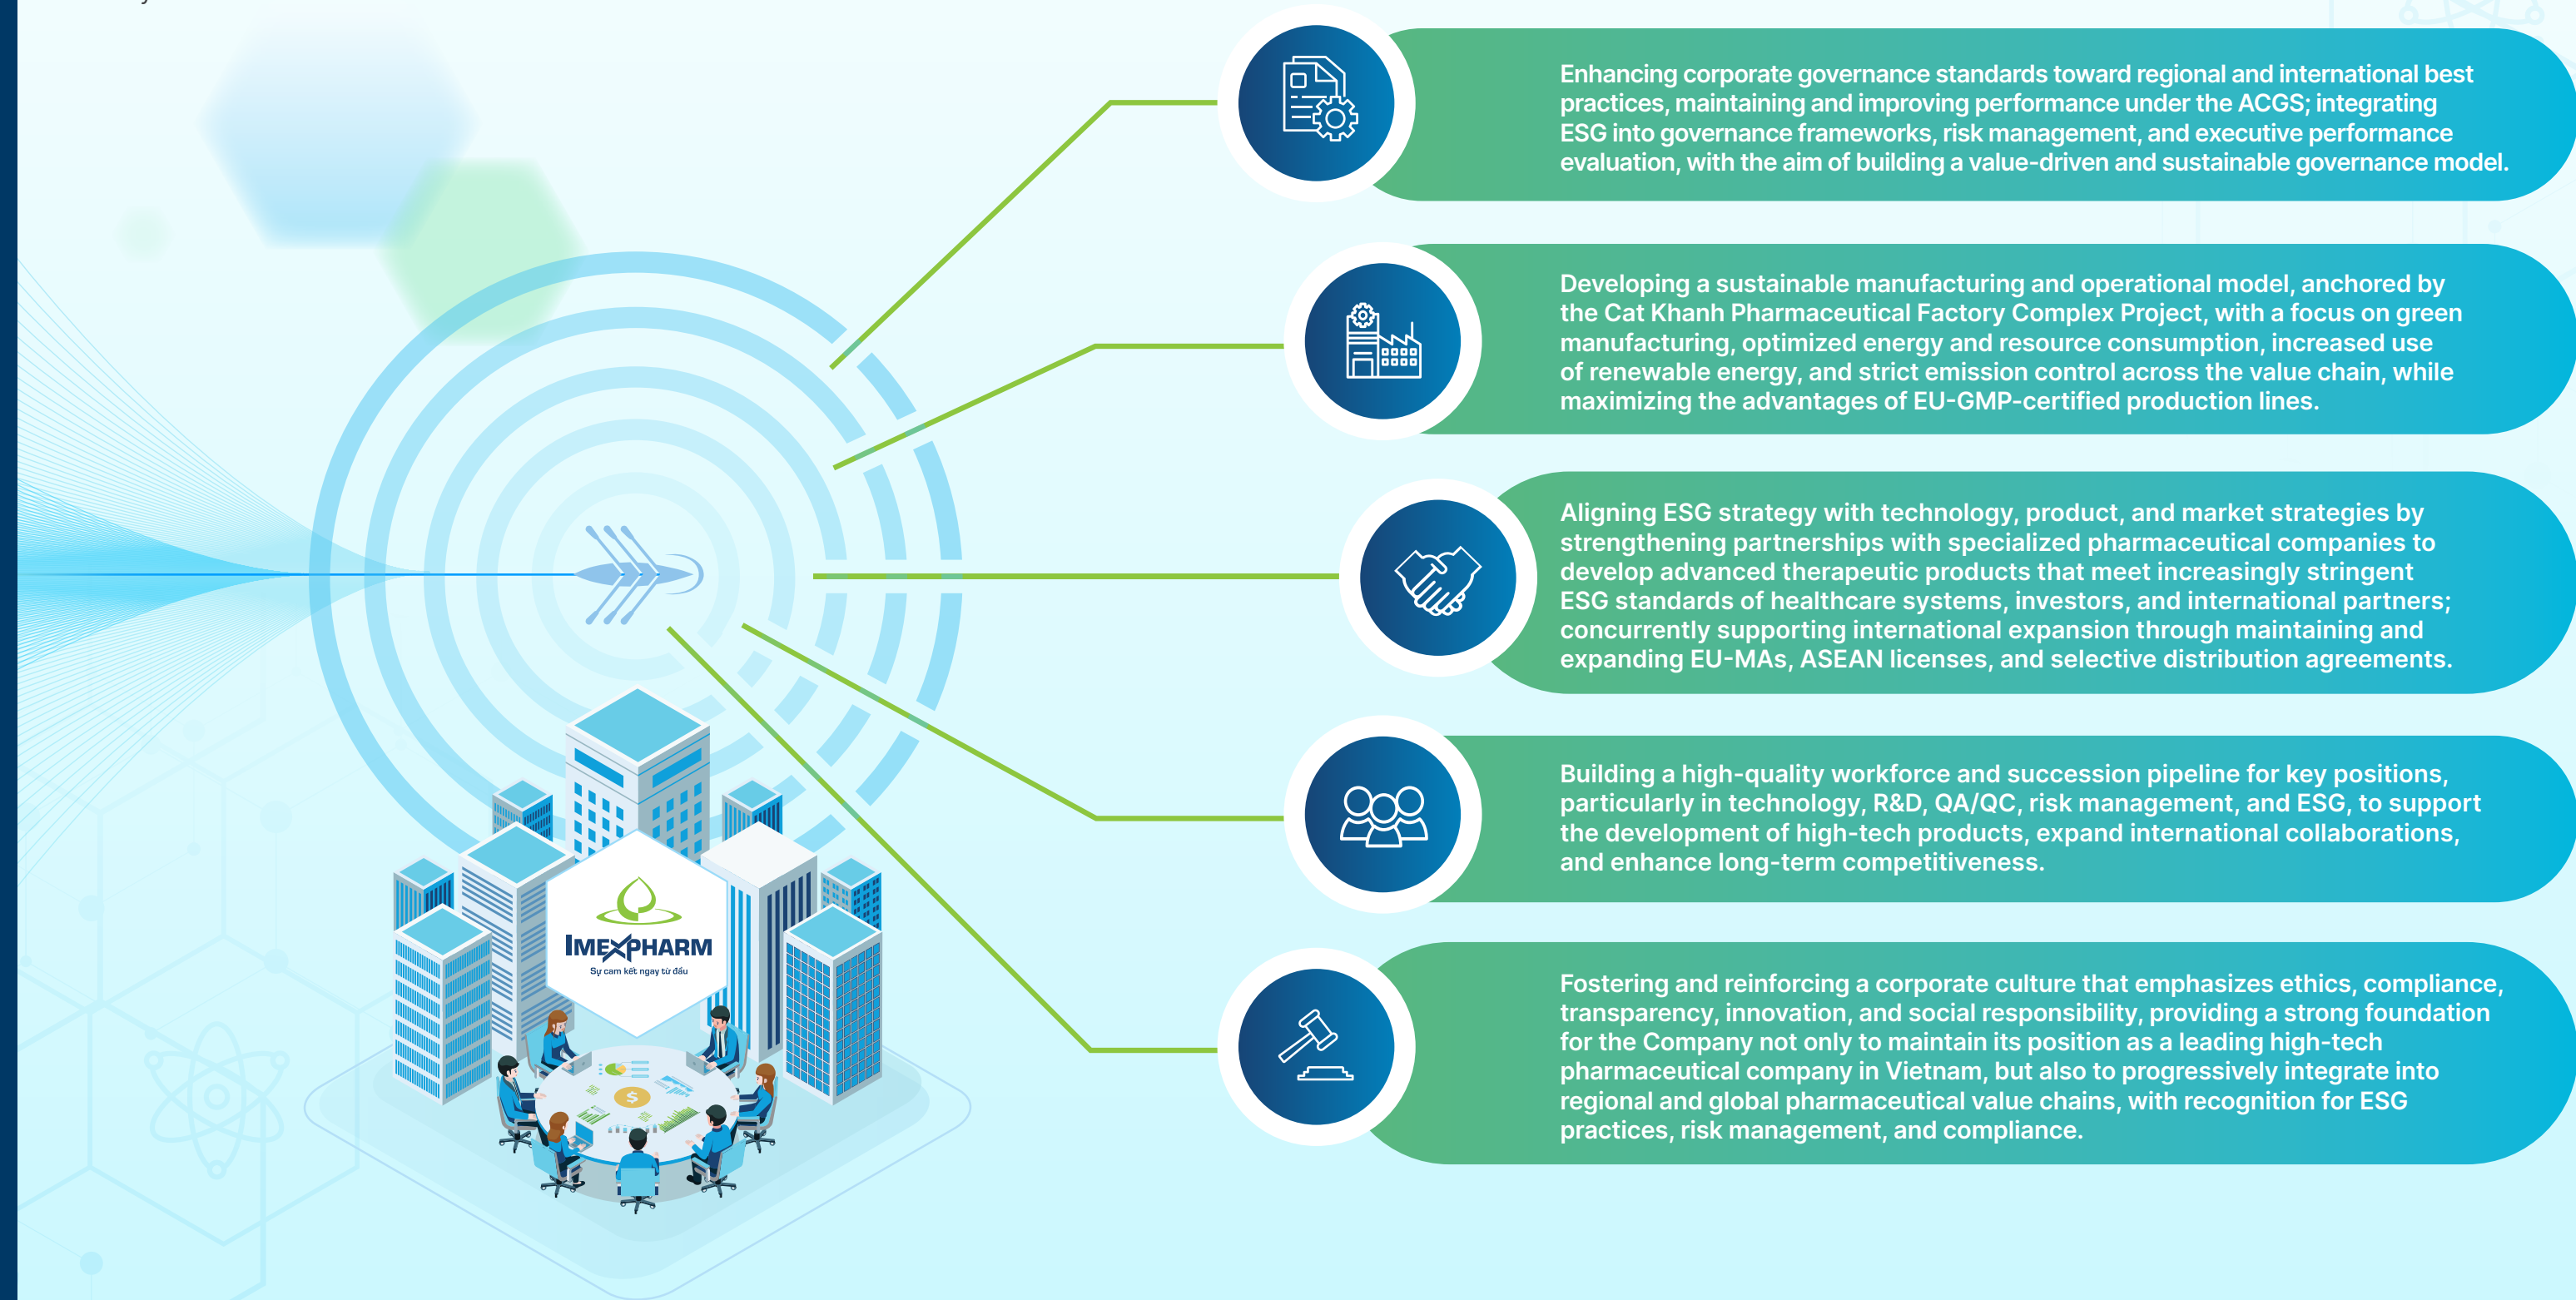 Enhancing corporate governance standards toward regional and international best
practices, maintaining and improving performance under the ACGS; integrating
ESG into governance frameworks, risk management, and executive performance
evaluation, with the aim of building a value-driven and sustainable governance model.
Developing a sustainable manufacturing and operational model, anchored by
the Cat Khanh Pharmaceutical Factory Complex Project, with a focus on green
manufacturing, optimized energy and resource consumption, increased use
of renewable energy, and strict emission control across the value chain, while
maximizing the advantages of EU-GMP-certified production lines.
Aligning ESG strategy with technology, product, and market strategies by
strengthening partnerships with specialized pharmaceutical companies to
develop advanced therapeutic products that meet increasingly stringent
ESG standards of healthcare systems, investors, and international partners;
concurrently supporting international expansion through maintaining and
expanding EU-MAs, ASEAN licenses, and selective distribution agreements.
Building a high-quality workforce and succession pipeline for key positions,
particularly in technology, R&D, QA/QC, risk management, and ESG, to support
the development of high-tech products, expand international collaborations,
and enhance long-term competitiveness.
Fostering and reinforcing a corporate culture that emphasizes ethics, compliance,
transparency, innovation, and social responsibility, providing a strong foundation
for the Company not only to maintain its position as a leading high-tech
pharmaceutical company in Vietnam, but also to progressively integrate into
regional and global pharmaceutical value chains, with recognition for ESG
practices, risk management, and compliance.
IMEXPHARM
Sự cam kết ngay từ đầu
$